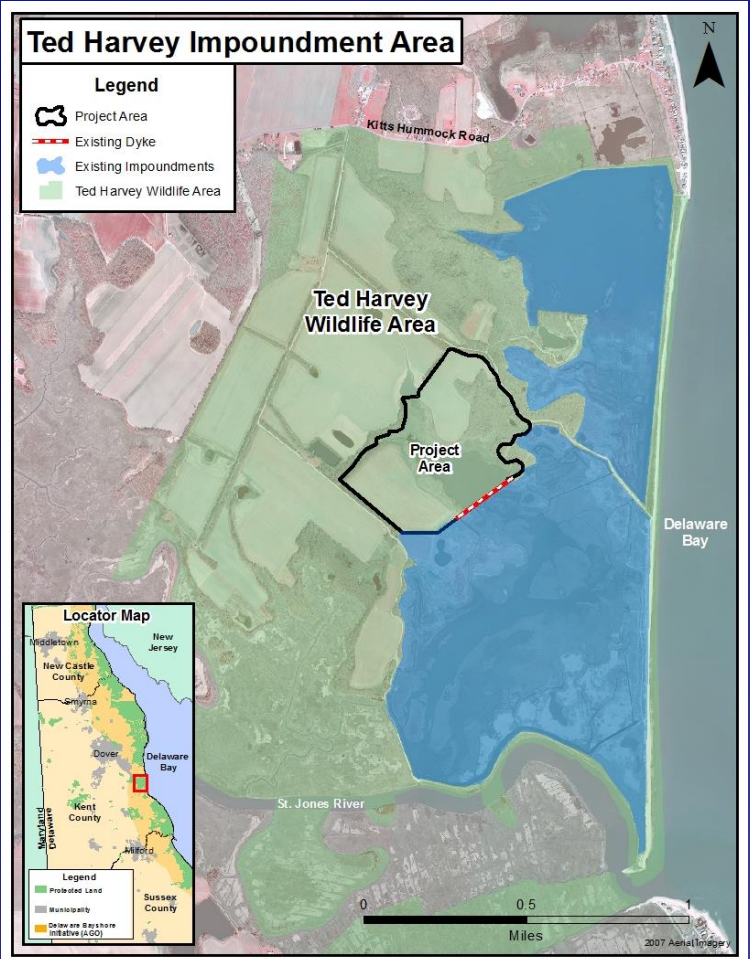 Ted Harvey Impoundment Area
N
Legend
Project Area
Existing Dyke
Existing Impoundments
Ted Harvey Wildlife Area
Kitts Hummock Road
Ted Harvey
Wildlife Area
Project
Area
Delaware
Bay
St. Jones River
0
0.5
1
Miles
2007 Aerial Imagery
Locator Map
Middletown
New
Jersey
New Castle
County
Smyrna
Dover
Delaware
Bay
Kent
County
Maryland
Delaware
Milford
Sussex
County
Legend
Protected Land
Municipality
Delaware Bayshore
Initiative (AGO)